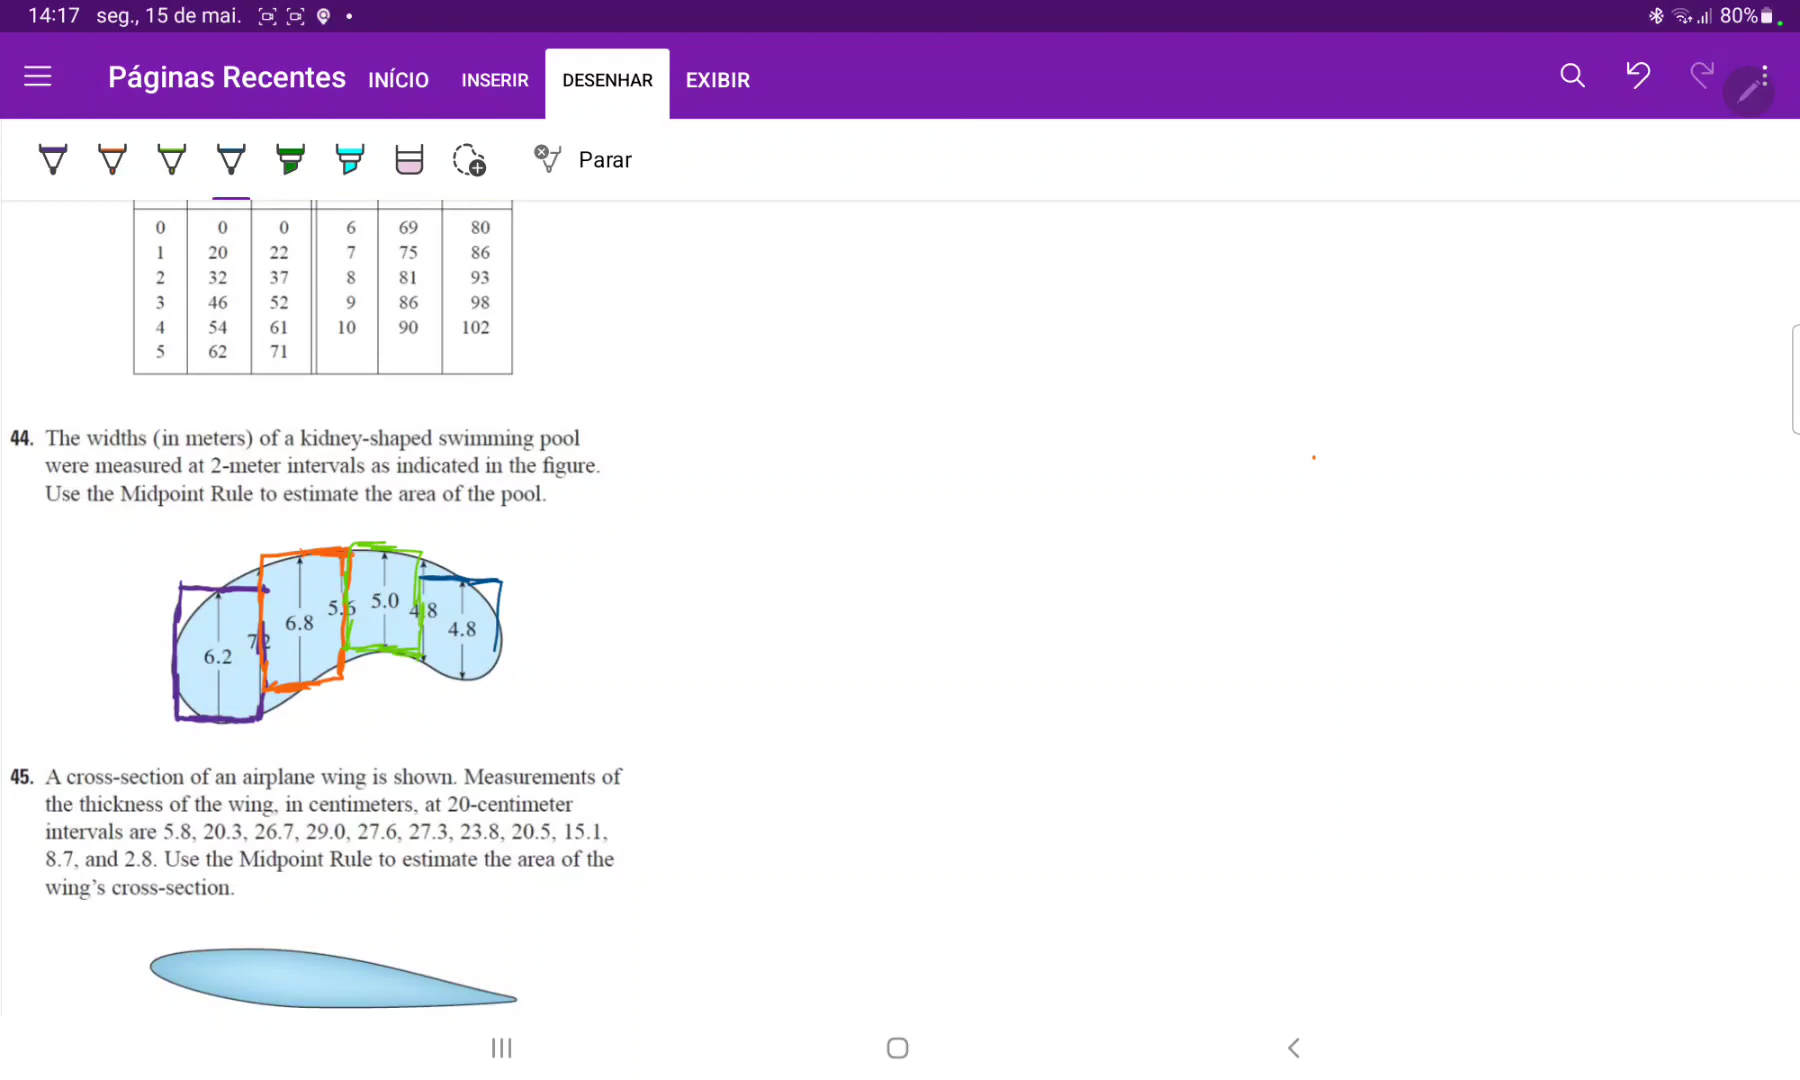 14:17 seg., 15 de mai. 80%
Páginas Recentes INÍCIO INSERIR DESENHAR EXIBIR
Parar
0 0 0 6 69 80
1 20 22 7 75 86
2 32 37 8 81 93
3 46 52 9 86 98
4 54 61 10 90 102
5 62 71
44. The widths (in meters) of a kidney-shaped swimming pool
were measured at 2-meter intervals as indicated in the figure.
Use the Midpoint Rule to estimate the area of the pool.
6.2 7.2 6.8 5.6 5.0 4.8 4.8
45. A cross-section of an airplane wing is shown. Measurements of
the thickness of the wing, in centimeters, at 20-centimeter
intervals are 5.8, 20.3, 26.7, 29.0, 27.6, 27.3, 23.8, 20.5, 15.1,
8.7, and 2.8. Use the Midpoint Rule to estimate the area of the
wing's cross-section.